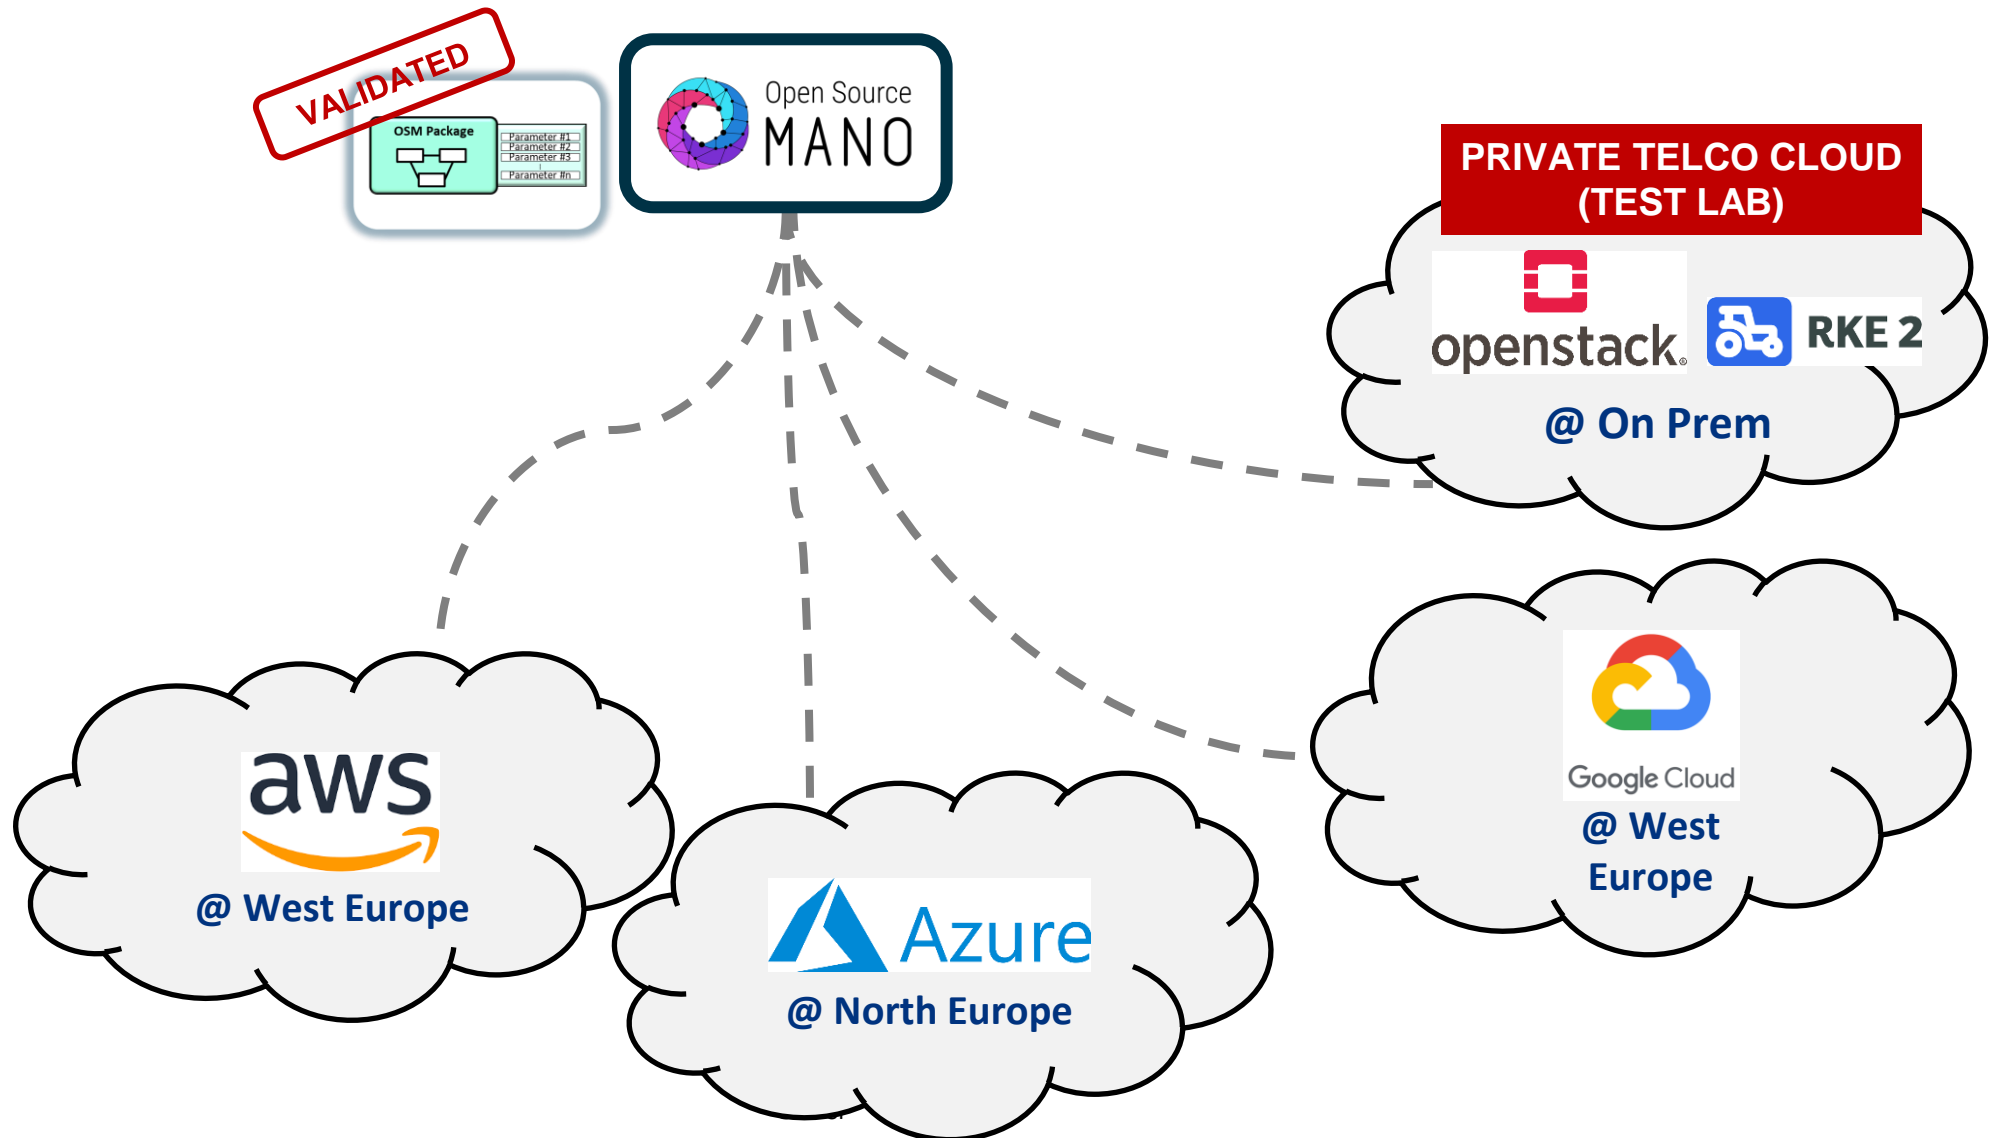 VALIDATED
OSM Package
Parameter #1
Parameter #2
Parameter #3
Parameter #n
Open Source
MANO
PRIVATE TELCO CLOUD
(TEST LAB)
openstack®
RKE 2
@ On Prem
Google Cloud
@ West
Europe
aws
@ West Europe
Azure
@ North Europe